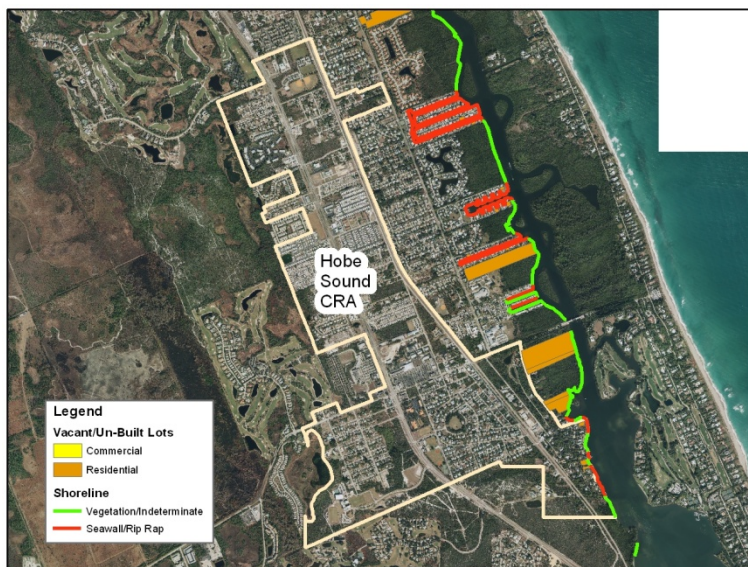 Hobe
Sound
CRA
Legend
Vacant/Un-Built Lots
Commercial
Residential
Shoreline
Vegetation/Indeterminate
Seawall/Rip Rap